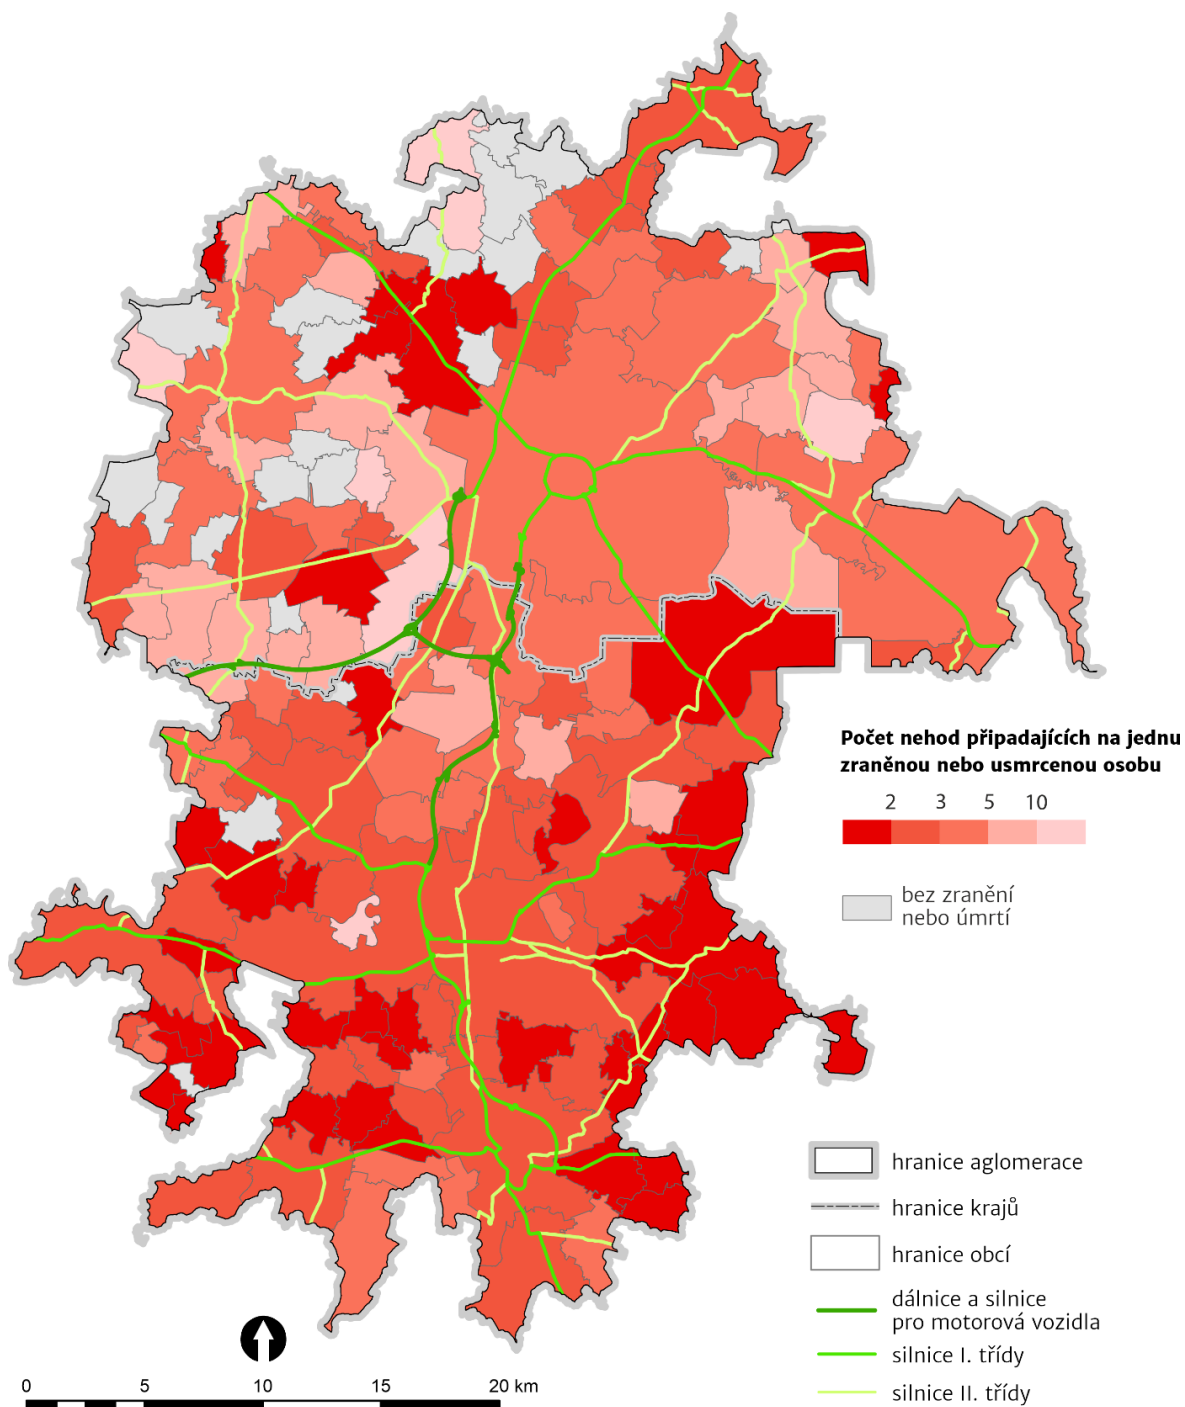 Počet nehod připadajících na jednu
zraněnou nebo usmrcenou osobu
2 3 5 10
bez zranění
nebo úmrtí
hranice aglomerace
hranice krajů
hranice obcí
dálnice a silnice
pro motorová vozidla
silnice I. třídy
silnice II. třídy
0 5 10 15 20 km